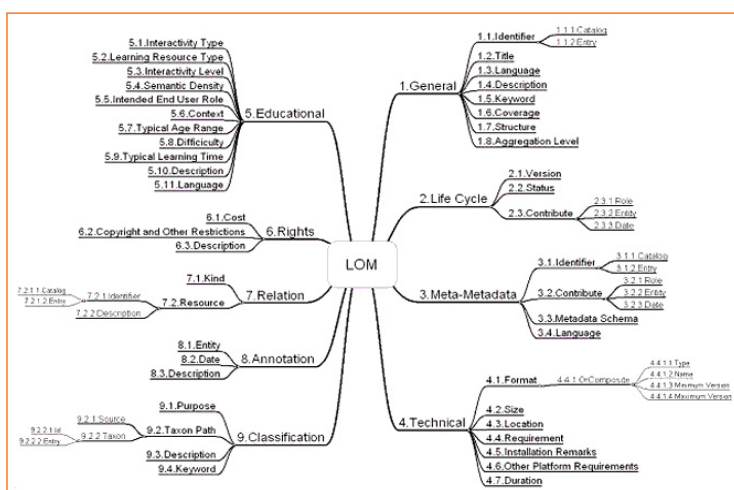 LOM
1.General
1.1.Identifier
1.1.1.Catalog
1.1.2.Entry
1.2.Title
1.3.Language
1.4.Description
1.5.Keyword
1.6.Coverage
1.7.Structure
1.8.Aggregation Level
2.Life Cycle
2.1.Version
2.2.Status
2.3.Contribute
2.3.1 Role
2.3.2 Entity
2.3.3 Date
3.Meta-Metadata
3.1.Identifier
3.1.1.Catalog
3.1.2.Entry
3.2.Contribute
3.2.1 Role
3.2.2 Entity
3.2.3 Date
3.3.Metadata Schema
3.4.Language
4.Technical
4.1.Format
4.4.1 OrComposite
4.4.1.1 Type
4.4.1.2 Name
4.4.1.3 Minimum Version
4.4.1.4 Maximum Version
4.2.Size
4.3.Location
4.4.Requirement
4.5.Installation Remarks
4.6.Other Platform Requirements
4.7.Duration
5.Educational
5.1.Interactivity Type
5.2.Learning Resource Type
5.3.Interactivity Level
5.4.Semantic Density
5.5.Intended End User Role
5.6.Context
5.7.Typical Age Range
5.8.Difficiculty
5.9.Typical Learning Time
5.10.Description
5.11.Language
6.Rights
6.1.Cost
6.2.Copyright and Other Restrictions
6.3.Description
7.Relation
7.1.Kind
7.2.Resource
7.2.1 Identifier
7.2.1 1.Catalog
7.2.1.2 Entry
7.2.2 Description
8.Annotation
8.1.Entity
8.2.Date
8.3.Description
9.Classification
9.1.Purpose
9.2.Taxon Path
9.2.1 Source
9.2.2 Taxon
9.2.2.1 Id
9.2.2.2 Entry
9.3.Description
9.4.Keyword